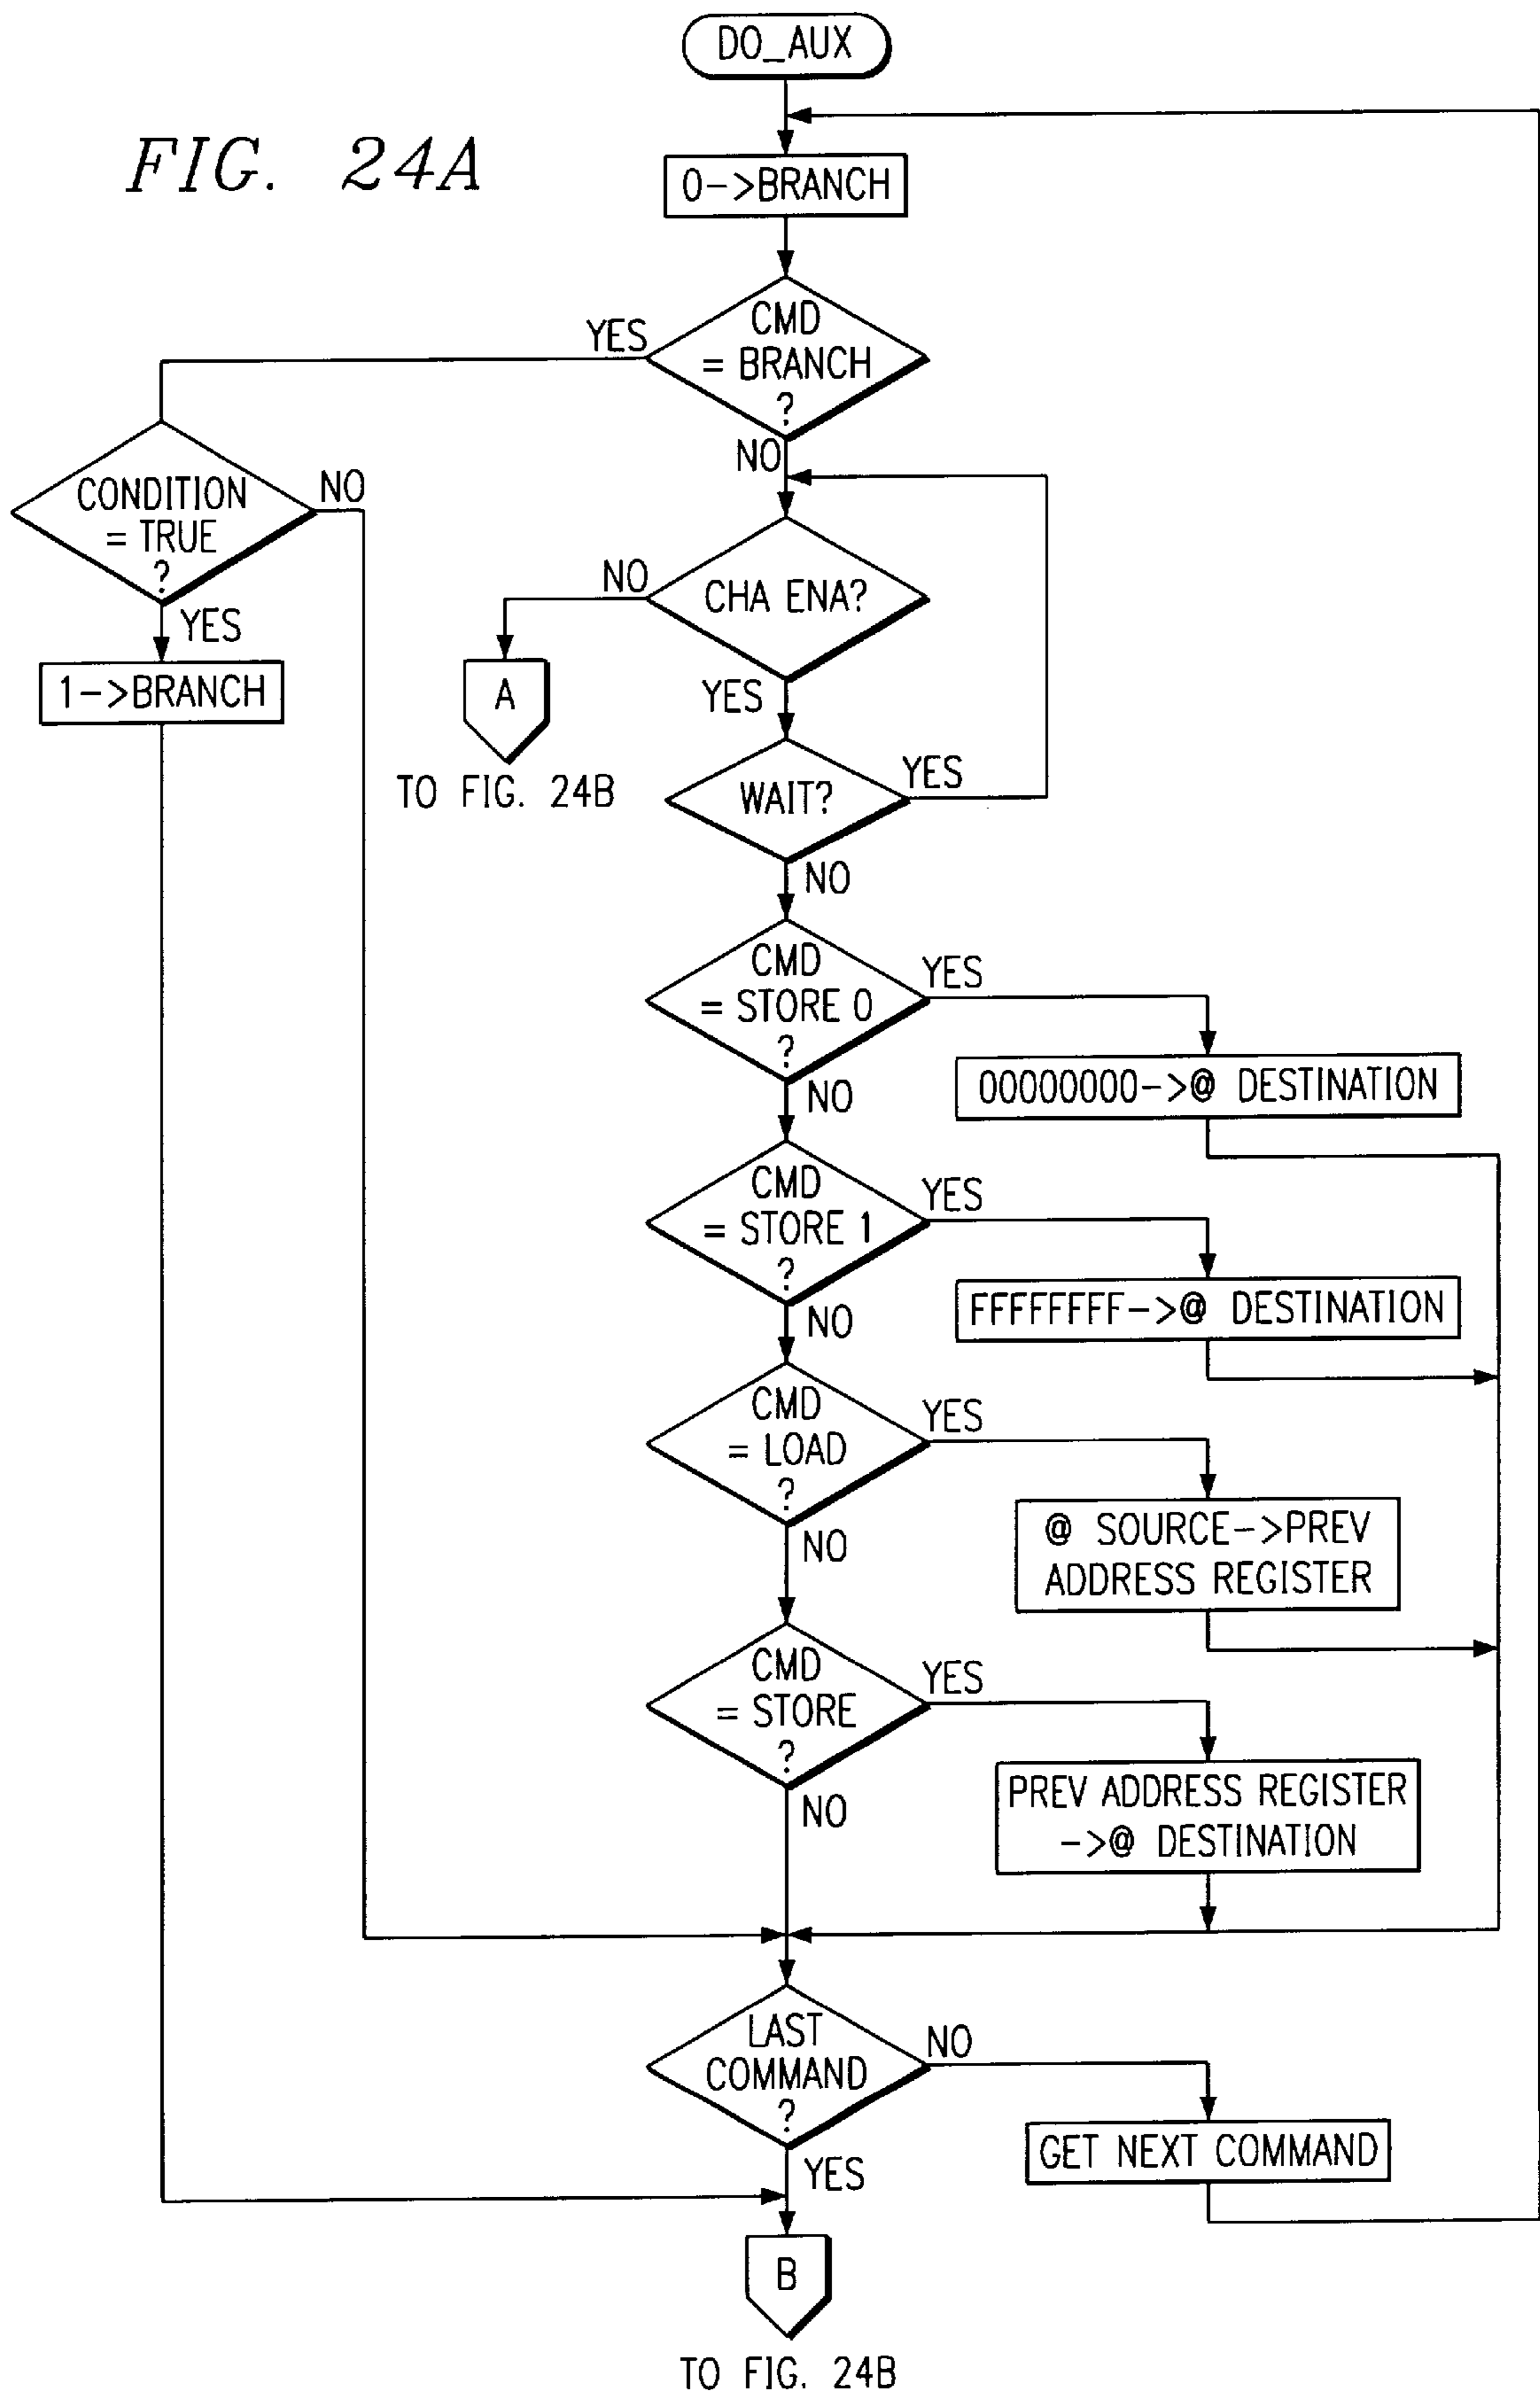 DO_AUX
FIG. 24A
0->BRANCH
CMD
= BRANCH
?
YES
NO
CONDITION
= TRUE
?
NO
YES
1->BRANCH
CHA ENA?
NO
YES
A
TO FIG. 24B
WAIT?
YES
NO
CMD
= STORE 0
?
YES
NO
00000000->@ DESTINATION
CMD
= STORE 1
?
YES
NO
FFFFFFFF->@ DESTINATION
CMD
= LOAD
?
YES
NO
@ SOURCE->PREV
ADDRESS REGISTER
CMD
= STORE
?
YES
NO
PREV ADDRESS REGISTER
->@ DESTINATION
LAST
COMMAND
?
NO
YES
GET NEXT COMMAND
B
TO FIG. 24B